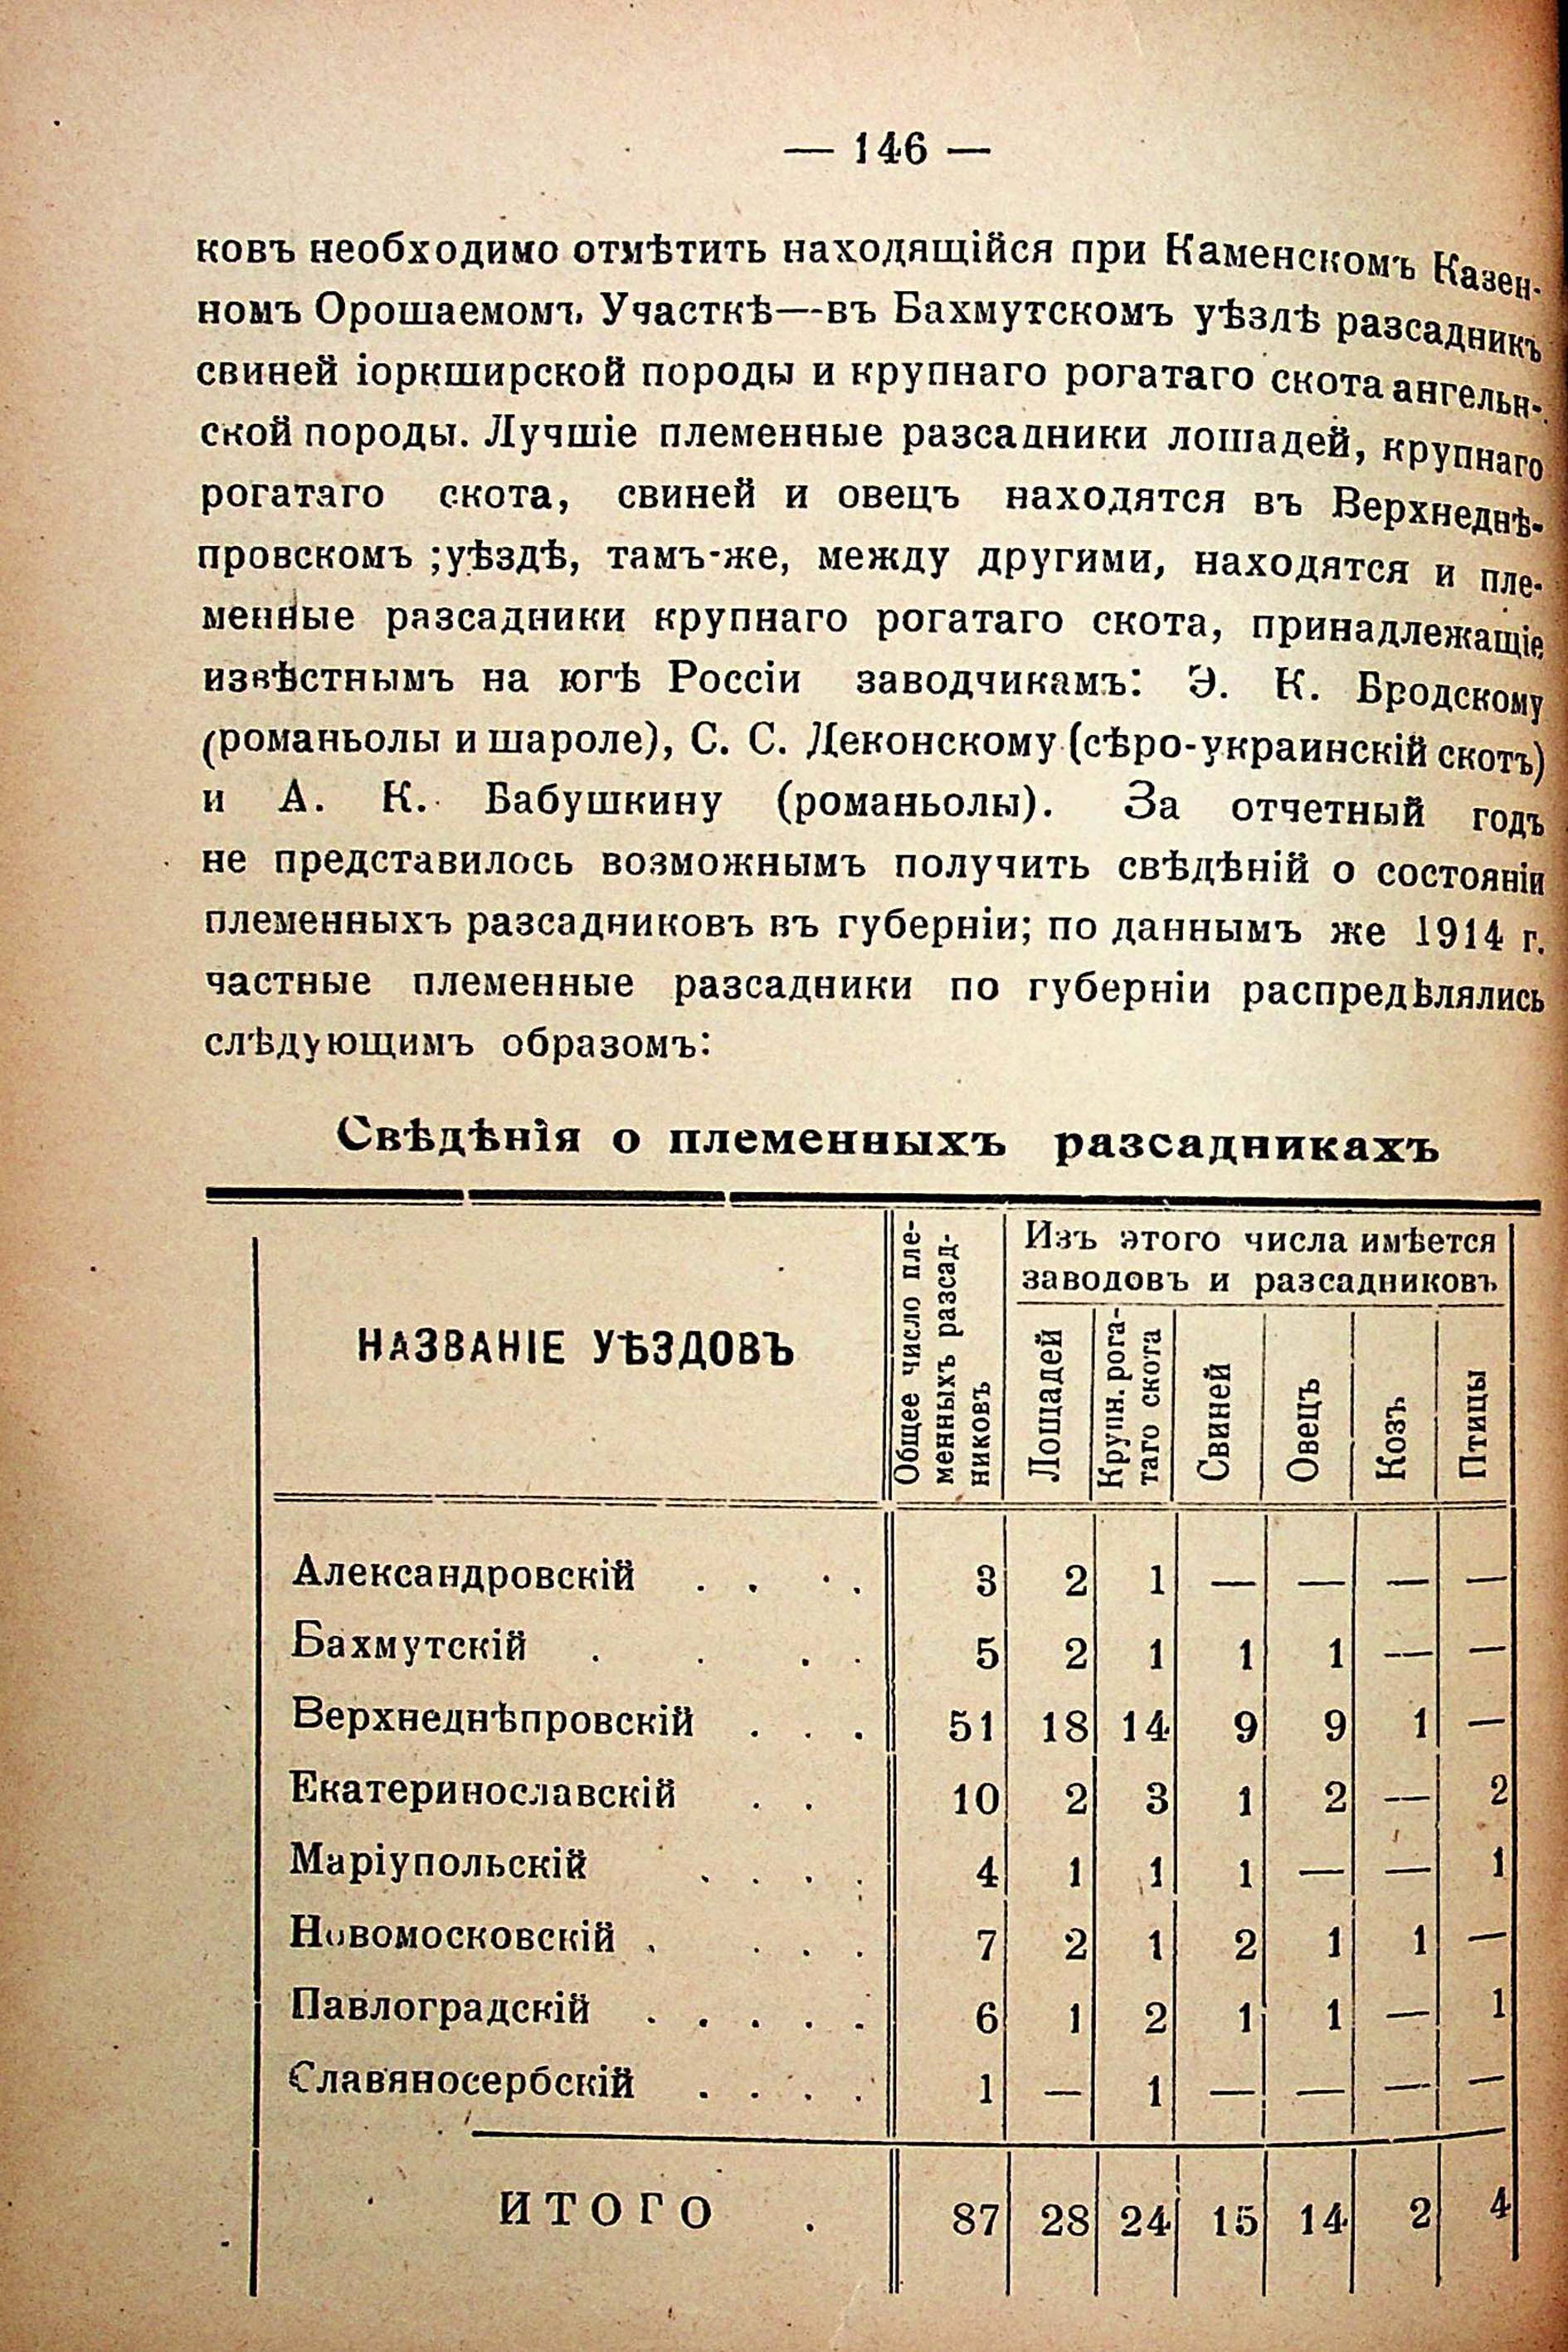 — 146 —
ковъ необходимо отмѣтить находящійся при Каменскомъ Казен-
номъ Орошаемомъ Участкѣ—въ Бахмутскомъ уѣздѣ разсадникъ
свиней іоркширской породы и крупнаго рогатаго скота ангельн-
ской породы. Лучшіе племенные разсадники лошадей, крупнаго
рогатаго скота, свиней и овецъ находятся въ Верхнеднѣ-
провскомъ ;уѣздѣ, тамъ-же, между другими, находятся и пле-
менные разсадники крупнаго рогатаго скота, принадлежащіе
извѣстнымъ на югѣ Россіи заводчикамъ: Э. К. Бродскому
(романьолы и шароле), С. С. Деконскому (сѣро-украинскій скотъ)
и А. К. Бабушкину (романьолы). За отчетный годъ
не представилось возможнымъ получить свѣдѣній о состояніи
племенныхъ разсадниковъ въ губерніи; по даннымъ же 1914 г.
частные племенные разсадники по губерніи распредѣлялись
слѣдующимъ образомъ:
Свѣдѣнія о племенныхъ разсадникахъ
НАЗВАНІЕ УѢЗДОВЪ
Общее число пле-
менныхъ разсад-
никовъ
Изъ этого числа имѣется
заводовъ и разсадниковъ
Лошадей
Крупн. рога-
таго скота
Свиней
Овецъ
Козъ
Птицы
Александровскій . . . . 3 2 1 — — — —
Бахмутскій . . . . 5 2 1 1 1 — —
Верхнеднѣпровскій . . . 51 18 14 9 9 1 —
Екатеринославскій . . 10 2 3 1 2 — 2
Маріупольскій . . . . 4 1 1 1 — — 1
Новомосковскій . . . . 7 2 1 2 1 1 —
Павлоградскій . . . . . 6 1 2 1 1 — 1
Славяносербскій . . . . 1 — 1 — — — —
ИТОГО . 87 28 24 15 14 2 4